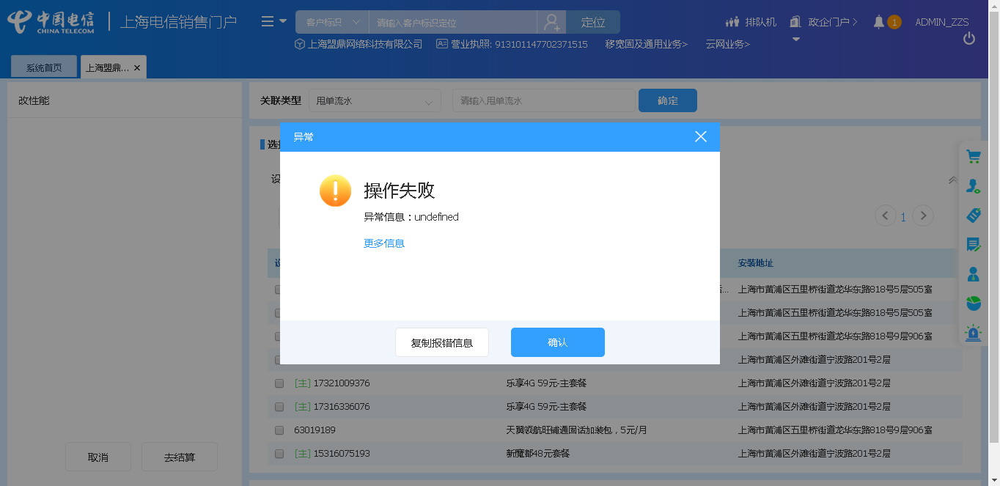 中国电信
CHINA TELECOM
上海电信销售门户
客户标识
请输入客户标识定位
定位
排队机
政企门户
1
ADMIN_ZZS
上海盟鼎网络科技有限公司
营业执照: 913101147702371515
移宽固及通用业务>
云网业务>
系统首页
上海盟鼎... ×
改性能
关联类型
甩单流水
请输入甩单流水
确定
异常
操作失败
异常信息：undefined
更多信息
复制报错信息
确认
1
安装地址
上海市黄浦区五里桥街道龙华东路818号5层505室
上海市黄浦区五里桥街道龙华东路818号5层505室
上海市黄浦区五里桥街道龙华东路818号9层906室
上海市黄浦区外滩街道宁波路201号2层
[主] 17321009376 乐享4G 59元-主套餐 上海市黄浦区外滩街道宁波路201号2层
[主] 17316336076 乐享4G 59元-主套餐 上海市黄浦区外滩街道宁波路201号2层
63019189 天翼领航旺铺通固话加装包，5元/月 上海市黄浦区五里桥街道龙华东路818号9层906室
[主] 15316075193 新魔都48元套餐 上海市黄浦区外滩街道宁波路201号2层
取消
去结算